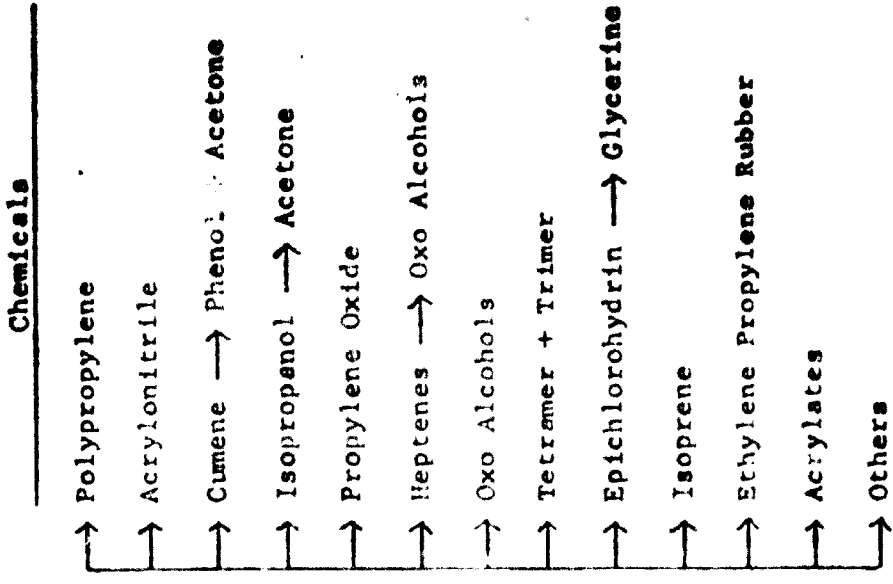 Chemicals
Polypropylene
Acrylonitrile
Cumene → Phenol + Acetone
Isopropanol → Acetone
Propylene Oxide
Heptenes → Oxo Alcohols
Oxo Alcohols
Tetramer + Trimer
Epichlorohydrin → Glycerine
Isoprene
Ethylene Propylene Rubber
Acrylates
Others